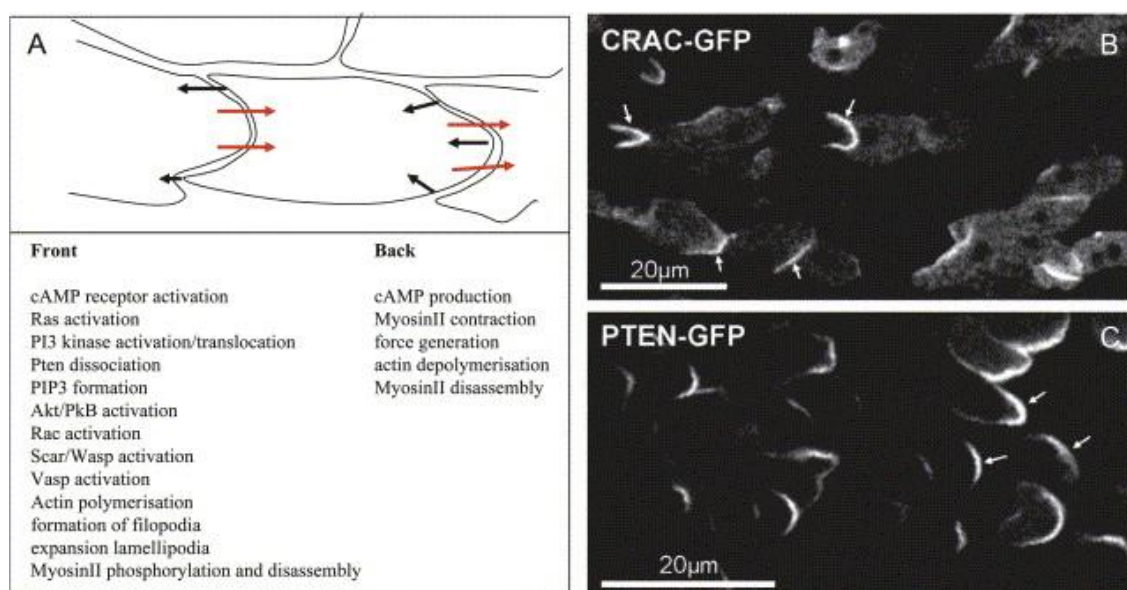 A
Front
cAMP receptor activation
Ras activation
PI3 kinase activation/translocation
Pten dissociation
PIP3 formation
Akt/PkB activation
Rac activation
Scar/Wasp activation
Vasp activation
Actin polymerisation
formation of filopodia
expansion lamellipodia
MyosinII phosphorylation and disassembly
Back
cAMP production
MyosinII contraction
force generation
actin depolymerisation
MyosinII disassembly
CRAC-GFP
B
20μm
PTEN-GFP
C
20μm